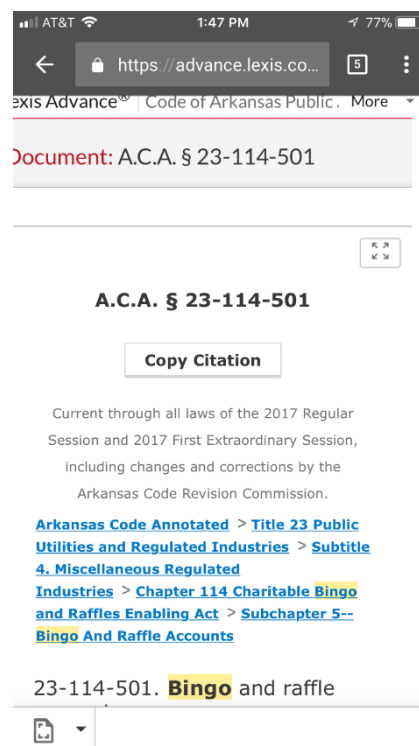 AT&T 1:47 PM 77%
https://advance.lexis.co... 5
exis Advance® Code of Arkansas Public More
Document: A.C.A. § 23-114-501
A.C.A. § 23-114-501
Copy Citation
Current through all laws of the 2017 Regular
Session and 2017 First Extraordinary Session,
including changes and corrections by the
Arkansas Code Revision Commission.
Arkansas Code Annotated > Title 23 Public
Utilities and Regulated Industries > Subtitle
4. Miscellaneous Regulated
Industries > Chapter 114 Charitable Bingo
and Raffles Enabling Act > Subchapter 5--
Bingo And Raffle Accounts
23-114-501. Bingo and raffle